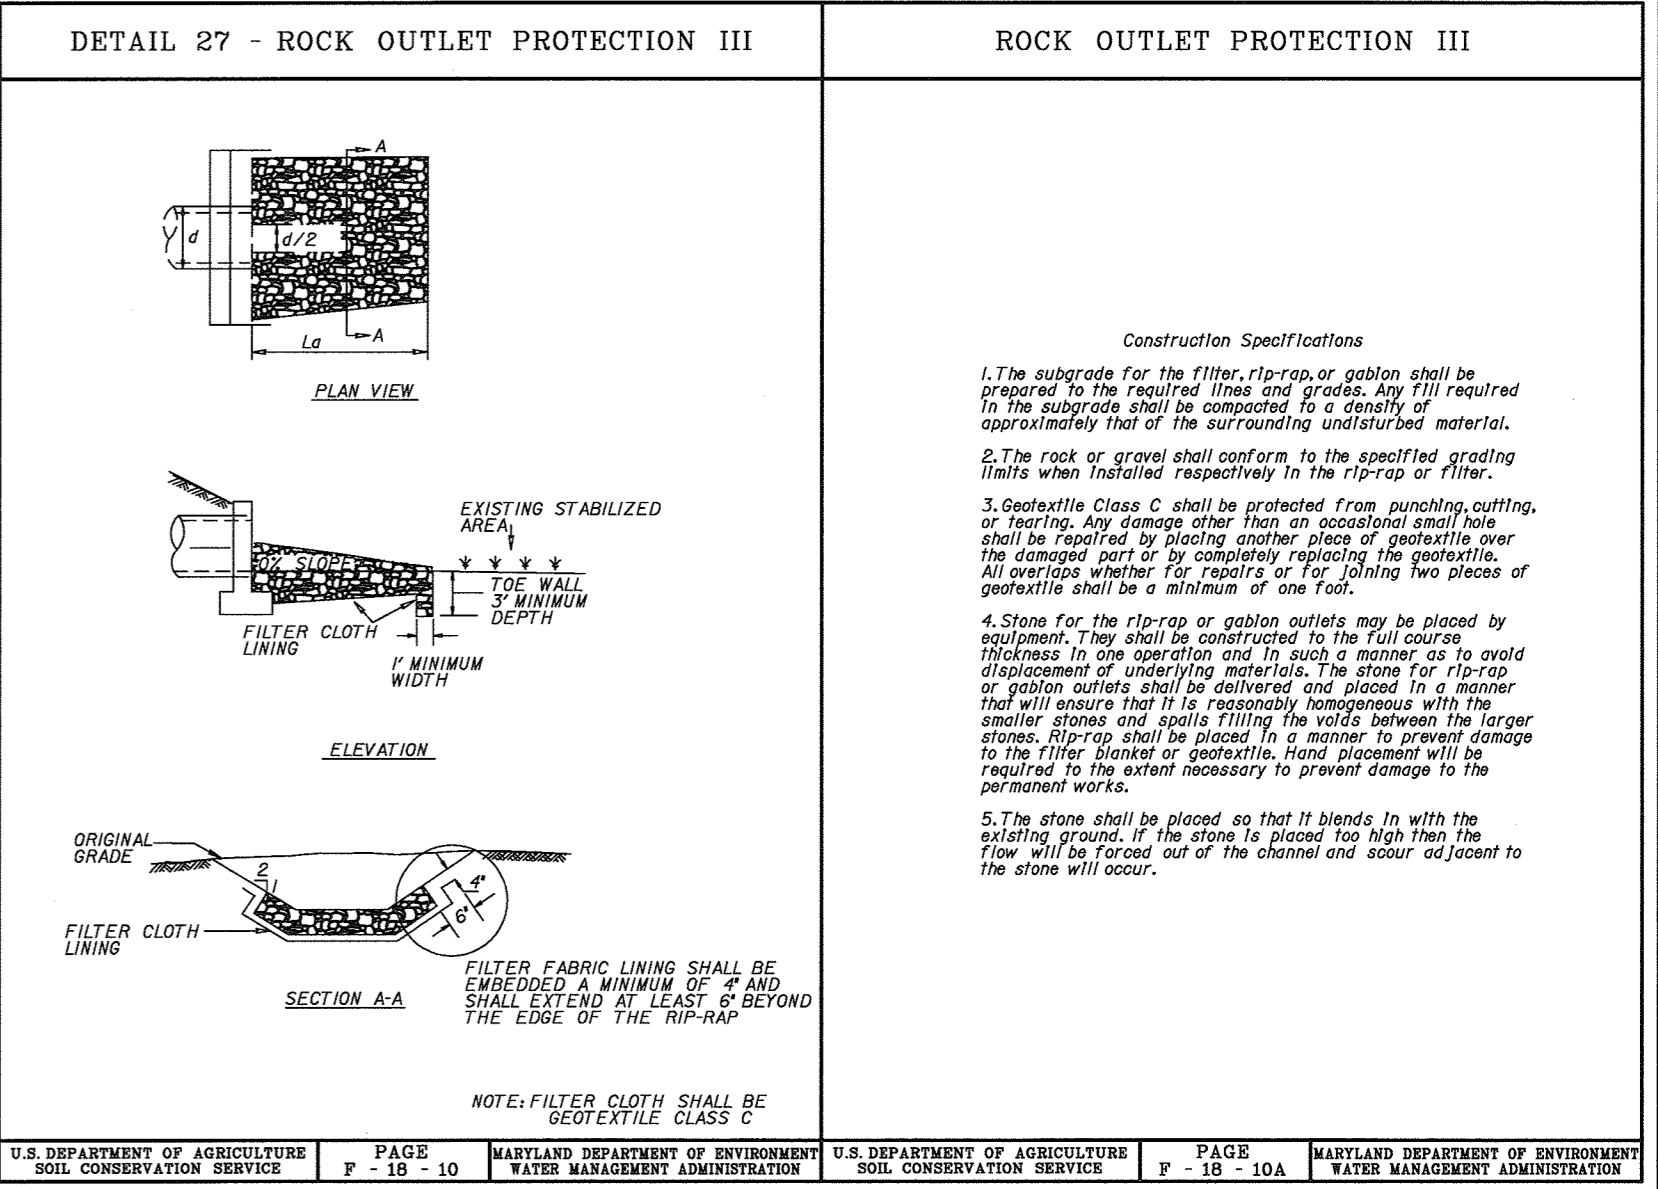 DETAIL 27 - ROCK OUTLET PROTECTION III
A
d
d/2
A
La
PLAN VIEW
EXISTING STABILIZED
AREA
0% SLOPE
TOE WALL
3' MINIMUM
DEPTH
FILTER CLOTH
LINING
1' MINIMUM
WIDTH
ELEVATION
ORIGINAL
GRADE
2
1
4"
6"
FILTER CLOTH
LINING
FILTER FABRIC LINING SHALL BE
EMBEDDED A MINIMUM OF 4" AND
SHALL EXTEND AT LEAST 6" BEYOND
THE EDGE OF THE RIP-RAP
SECTION A-A
NOTE: FILTER CLOTH SHALL BE
GEOTEXTILE CLASS C
U.S. DEPARTMENT OF AGRICULTURE
SOIL CONSERVATION SERVICE
PAGE
F - 18 - 10
MARYLAND DEPARTMENT OF ENVIRONMENT
WATER MANAGEMENT ADMINISTRATION
ROCK OUTLET PROTECTION III
Construction Specifications
1. The subgrade for the filter, rip-rap, or gabion shall be
prepared to the required lines and grades. Any fill required
in the subgrade shall be compacted to a density of
approximately that of the surrounding undisturbed material.
2. The rock or gravel shall conform to the specified grading
limits when installed respectively in the rip-rap or filter.
3. Geotextile Class C shall be protected from punching, cutting,
or tearing. Any damage other than an occasional small hole
shall be repaired by placing another piece of geotextile over
the damaged part or by completely replacing the geotextile.
All overlaps whether for repairs or for joining two pieces of
geotextile shall be a minimum of one foot.
4. Stone for the rip-rap or gabion outlets may be placed by
equipment. They shall be constructed to the full course
thickness in one operation and in such a manner as to avoid
displacement of underlying materials. The stone for rip-rap
or gabion outlets shall be delivered and placed in a manner
that will ensure that it is reasonably homogeneous with the
smaller stones and spalls filling the voids between the larger
stones. Rip-rap shall be placed in a manner to prevent damage
to the filter blanket or geotextile. Hand placement will be
required to the extent necessary to prevent damage to the
permanent works.
5. The stone shall be placed so that it blends in with the
existing ground. If the stone is placed too high then the
flow will be forced out of the channel and scour adjacent to
the stone will occur.
U.S. DEPARTMENT OF AGRICULTURE
SOIL CONSERVATION SERVICE
PAGE
F - 18 - 10A
MARYLAND DEPARTMENT OF ENVIRONMENT
WATER MANAGEMENT ADMINISTRATION